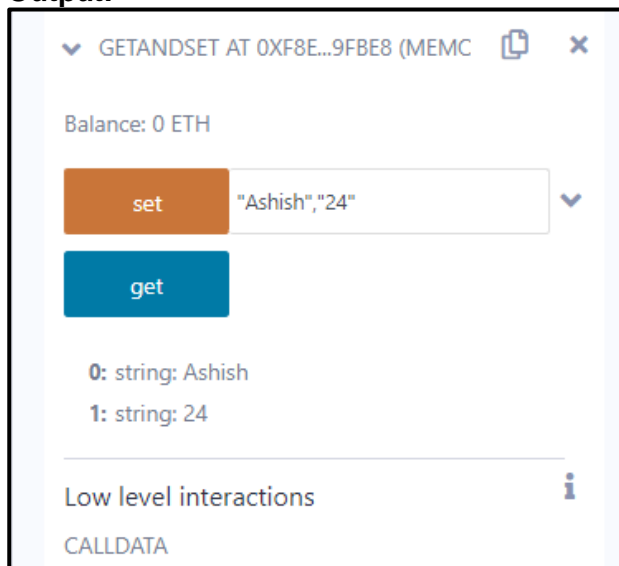 Output:
GETANDSET AT 0XF8E...9FBE8 (MEMC
Balance: 0 ETH
set "Ashish","24"
get
0: string: Ashish
1: string: 24
Low level interactions
CALLDATA